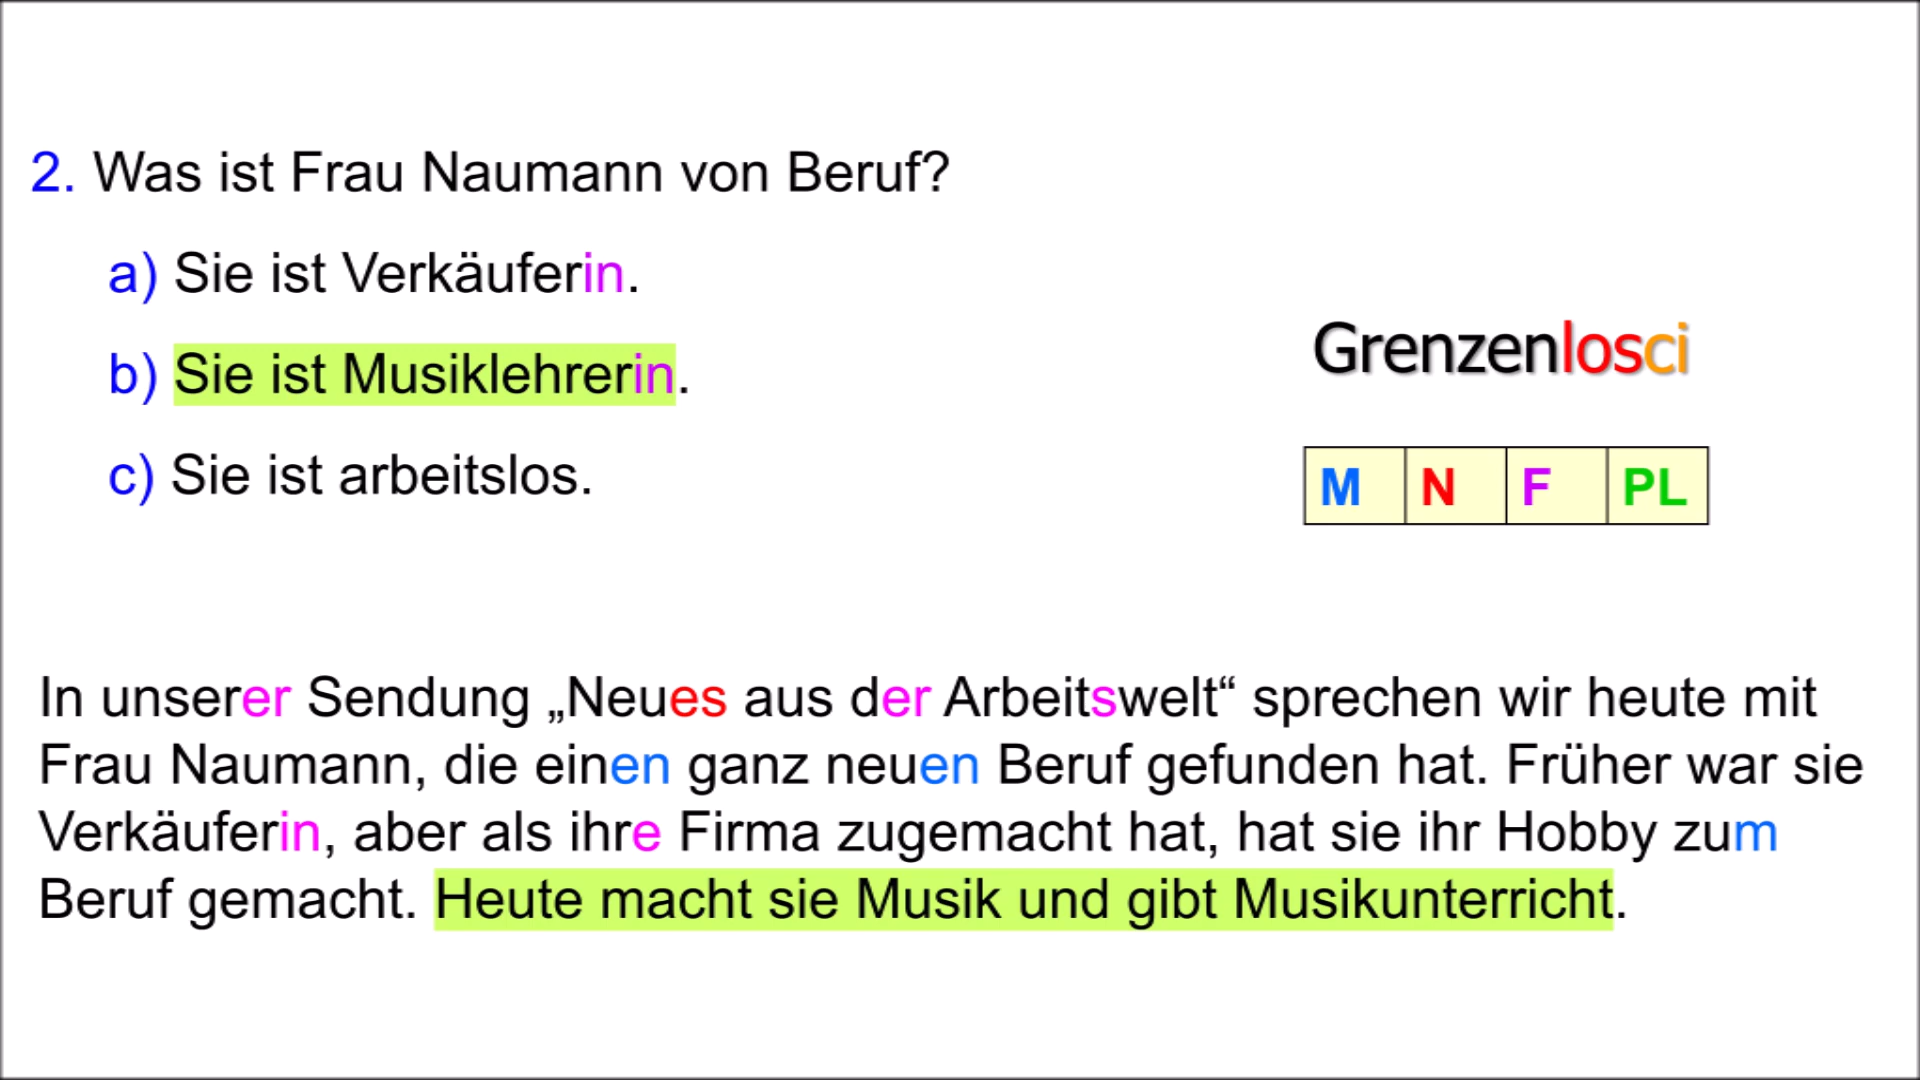 2. Was ist Frau Naumann von Beruf?
a) Sie ist Verkäuferin.
b) Sie ist Musiklehrerin.
c) Sie ist arbeitslos.
Grenzenlosci
M N F PL
In unserer Sendung „Neues aus der Arbeitswelt“ sprechen wir heute mit
Frau Naumann, die einen ganz neuen Beruf gefunden hat. Früher war sie
Verkäuferin, aber als ihre Firma zugemacht hat, hat sie ihr Hobby zum
Beruf gemacht. Heute macht sie Musik und gibt Musikunterricht.